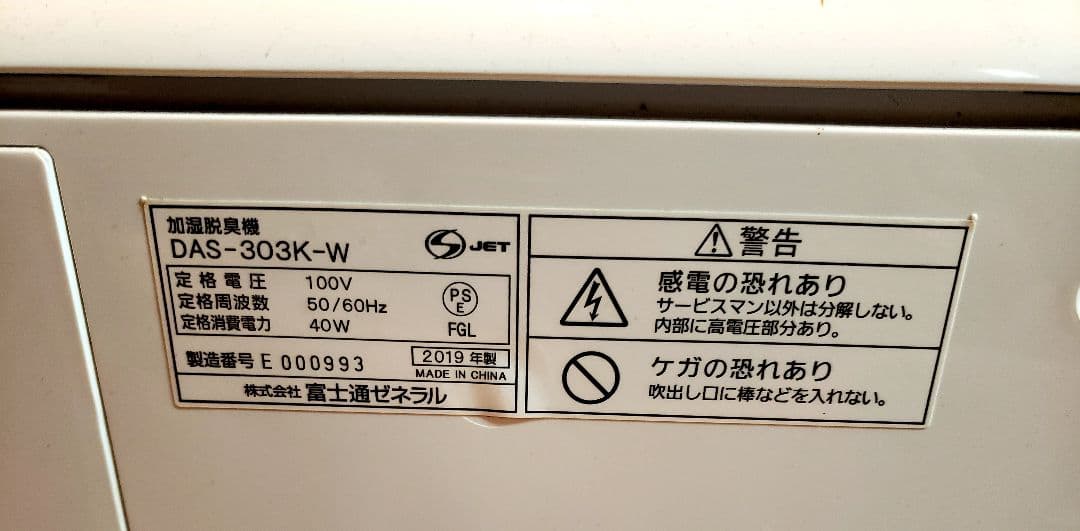 加湿脱臭機
DAS-303K-W
JET
定格電圧 100V
定格周波数 50/60Hz
定格消費電力 40W
PS
E
FGL
製造番号 E 000993
2019 年製
MADE IN CHINA
株式会社 富士通ゼネラル
警告
感電の恐れあり
サービスマン以外は分解しない。
内部に高電圧部分あり。
ケガの恐れあり
吹出し口に棒などを入れない。